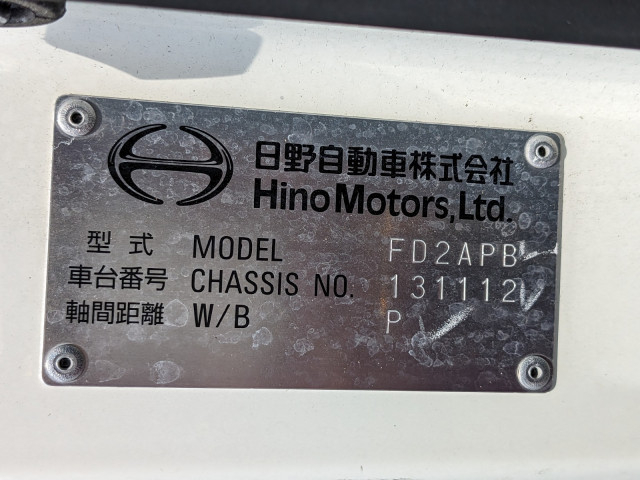 日野自動車株式会社
Hino Motors, Ltd.
型式 MODEL FD2APB
車台番号 CHASSIS NO. 131112
軸間距離 W/B P